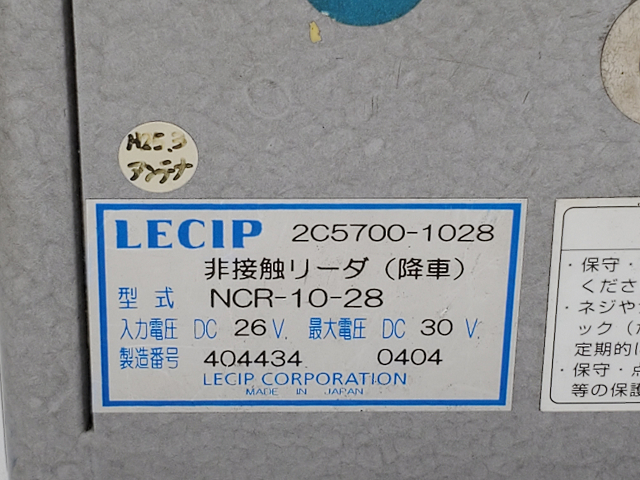 H25.3
アンテナ
LECIP 2C5700-1028
非接触リーダ（降車）
型式 NCR-10-28
入力電圧 DC 26 V 最大電圧 DC 30 V
製造番号 404434 0404
LECIP CORPORATION
MADE IN JAPAN
・保守・
くださ
・ネジや
ック（
定期的に
・保守・点
等の保護